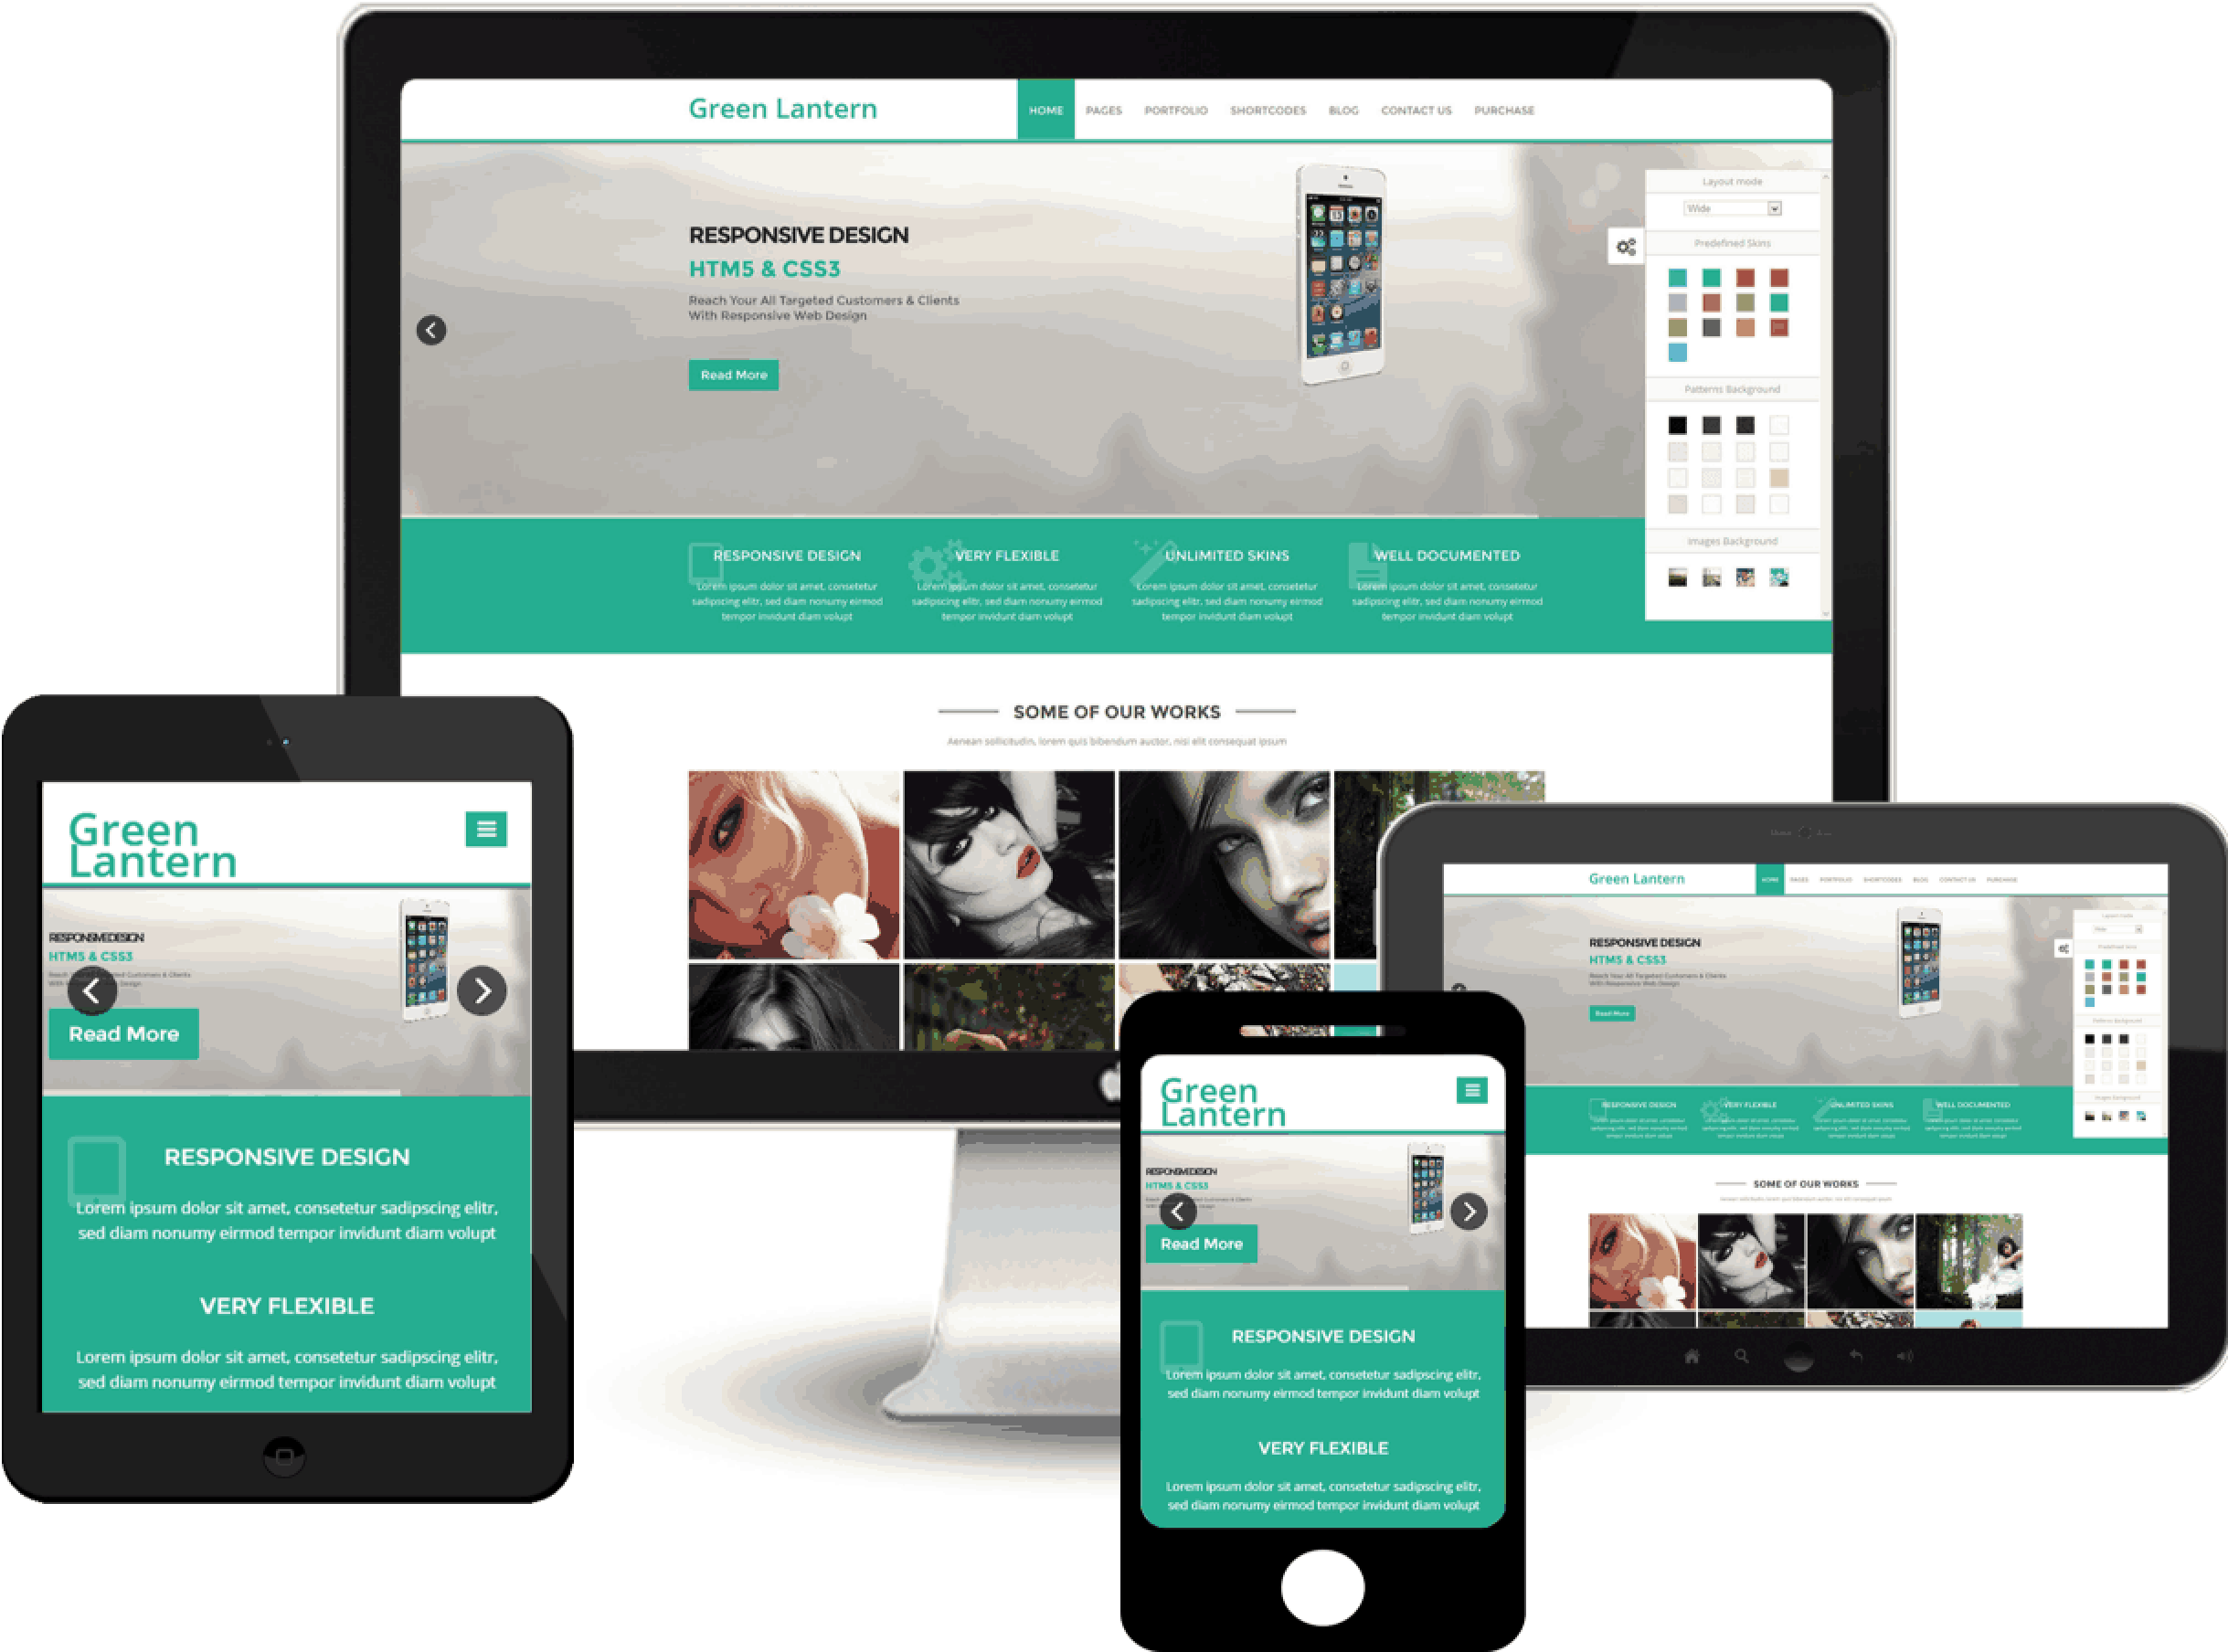 Green Lantern
HOME PAGES PORTFOLIO SHORTCODES BLOG CONTACT US PURCHASE
RESPONSIVE DESIGN
HTM5 & CSS3
Reach Your All Targeted Customers & Clients
With Responsive Web Design
Read More
Layout mode
Wide
Predefined Skins
Patterns Background
Images Background
RESPONSIVE DESIGN
Lorem ipsum dolor sit amet, consetetur
sadipscing elitr, sed diam nonumy eirmod
tempor invidunt diam volupt
VERY FLEXIBLE
Lorem ipsum dolor sit amet, consetetur
sadipscing elitr, sed diam nonumy eirmod
tempor invidunt diam volupt
UNLIMITED SKINS
Lorem ipsum dolor sit amet, consetetur
sadipscing elitr, sed diam nonumy eirmod
tempor invidunt diam volupt
WELL DOCUMENTED
Lorem ipsum dolor sit amet, consetetur
sadipscing elitr, sed diam nonumy eirmod
tempor invidunt diam volupt
SOME OF OUR WORKS
Aenean sollicitudin, lorem quis bibendum auctor, nisi elit consequat ipsum
Green
Lantern
RESPONSIVE DESIGN
HTM5 & CSS3
Reach Targeted Customers & Clients
With Design
Read More
RESPONSIVE DESIGN
Lorem ipsum dolor sit amet, consetetur sadipscing elitr,
sed diam nonumy eirmod tempor invidunt diam volupt
VERY FLEXIBLE
Lorem ipsum dolor sit amet, consetetur sadipscing elitr,
sed diam nonumy eirmod tempor invidunt diam volupt
Green
Lantern
RESPONSIVE DESIGN
HTM5 & CSS3
Customers & Clients
Read More
RESPONSIVE DESIGN
Lorem ipsum dolor sit amet, consetetur sadipscing elitr,
sed diam nonumy eirmod tempor invidunt diam volupt
VERY FLEXIBLE
Lorem ipsum dolor sit amet, consetetur sadipscing elitr,
sed diam nonumy eirmod tempor invidunt diam volupt
Green Lantern
HOME PAGES PORTFOLIO SHORTCODES BLOG CONTACT US PURCHASE
RESPONSIVE DESIGN
HTM5 & CSS3
Reach Your All Targeted Customers & Clients
With Responsive Web Design
Read More
Layout mode
Wide
Predefined Skins
Patterns Background
Images Background
RESPONSIVE DESIGN
VERY FLEXIBLE
UNLIMITED SKINS
WELL DOCUMENTED
SOME OF OUR WORKS